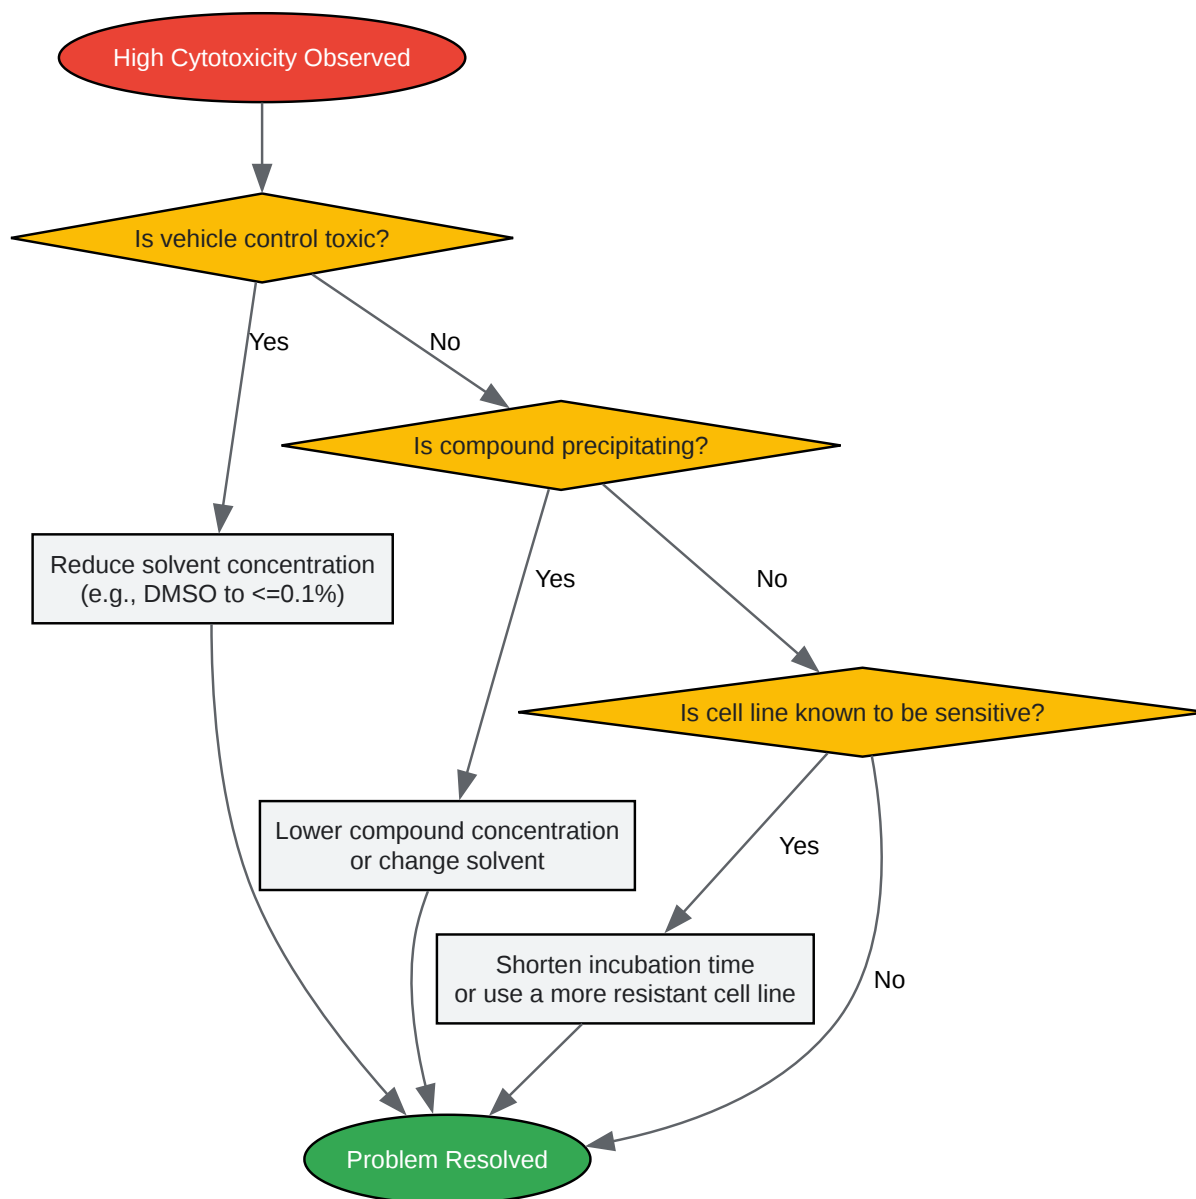 High Cytotoxicity Observed
Is vehicle control toxic?
Yes
No
Is compound precipitating?
Reduce solvent concentration
(e.g., DMSO to <=0.1%)
Yes
No
Is cell line known to be sensitive?
Lower compound concentration
or change solvent
Yes
Shorten incubation time
or use a more resistant cell line
No
Problem Resolved